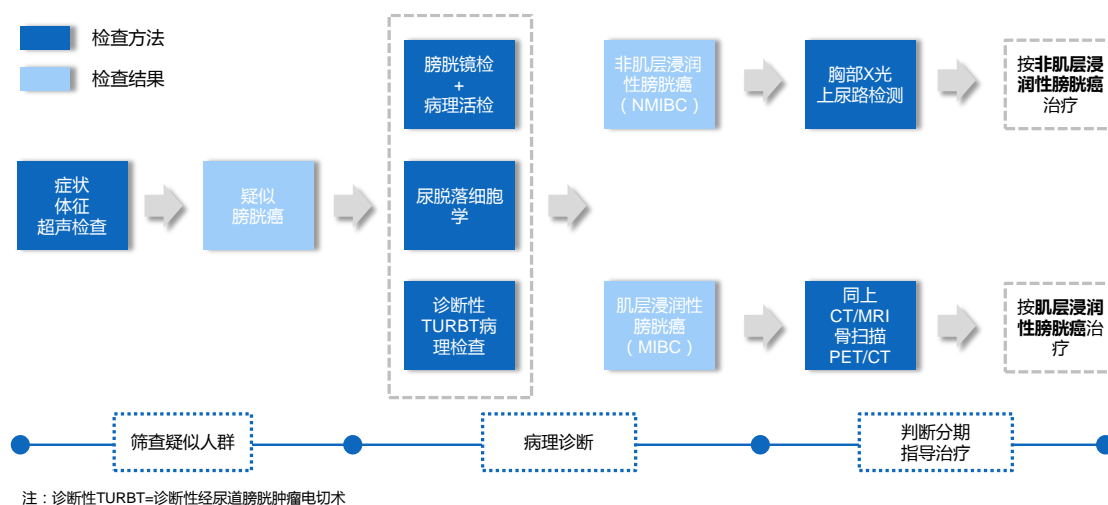 检查方法
检查结果
症状
体征
超声检查
疑似
膀胱癌
膀胱镜检
+
病理活检
尿脱落细胞
学
诊断性
TURBT病
理检查
非肌层浸润
性膀胱癌
（NMIBC）
胸部X光
上尿路检测
按非肌层浸
润性膀胱癌
治疗
肌层浸润性
膀胱癌
（MIBC）
同上
CT/MRI
骨扫描
PET/CT
按肌层浸润
性膀胱癌治
疗
筛查疑似人群
病理诊断
判断分期
指导治疗
注：诊断性TURBT=诊断性经尿道膀胱肿瘤电切术